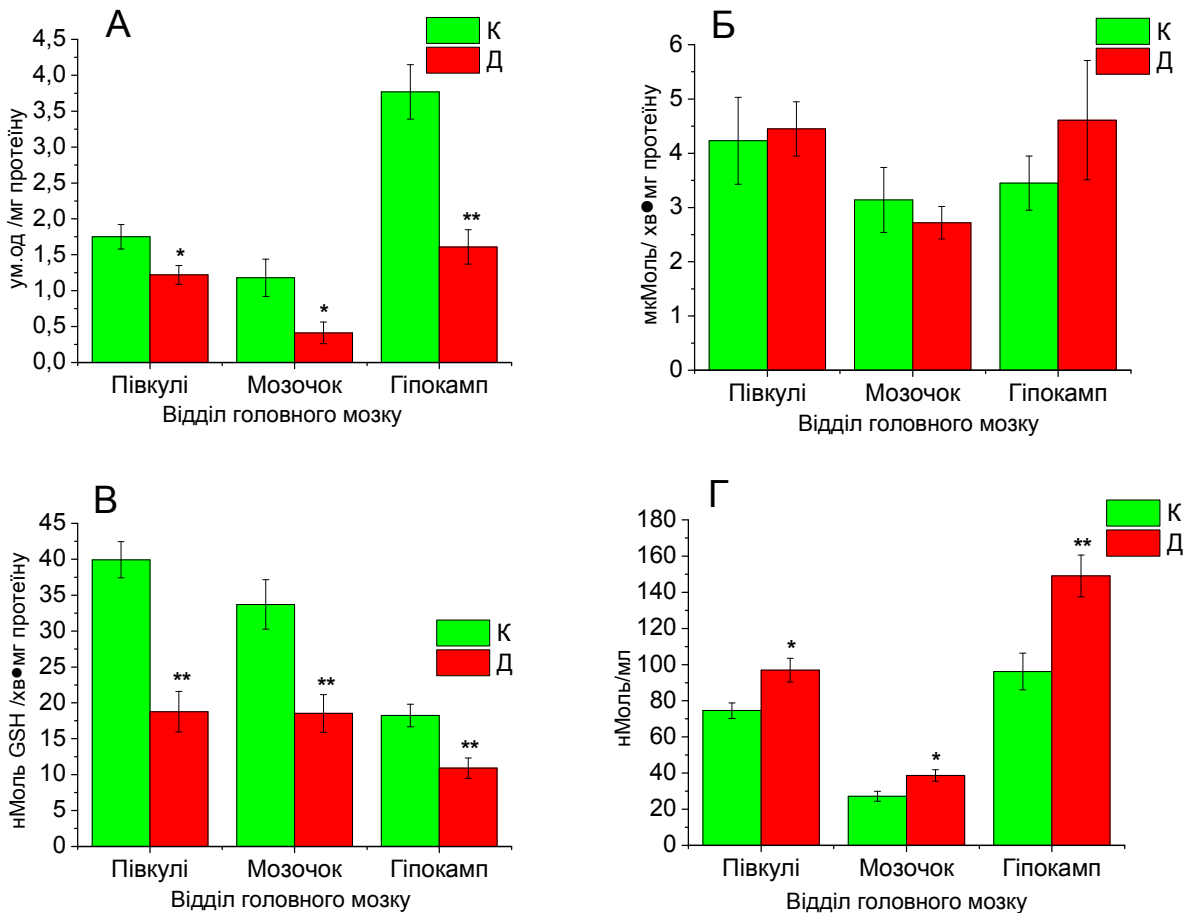 А
К
Д
ум.од /мг протеїну
4,5
4,0
3,5
3,0
2,5
2,0
1,5
1,0
0,5
0,0
*
*
**
Півкулі Мозочок Гіпокамп
Відділ головного мозку
Б
К
Д
мкМоль/ хв●мг протеїну
6
5
4
3
2
1
0
Півкулі Мозочок Гіпокамп
Відділ головного мозку
В
К
Д
нМоль GSH /хв●мг протеїну
45
40
35
30
25
20
15
10
5
0
**
**
**
Півкулі Мозочок Гіпокамп
Відділ головного мозку
Г
К
Д
нМоль/мл
180
160
140
120
100
80
60
40
20
0
*
*
**
Півкулі Мозочок Гіпокамп
Відділ головного мозку